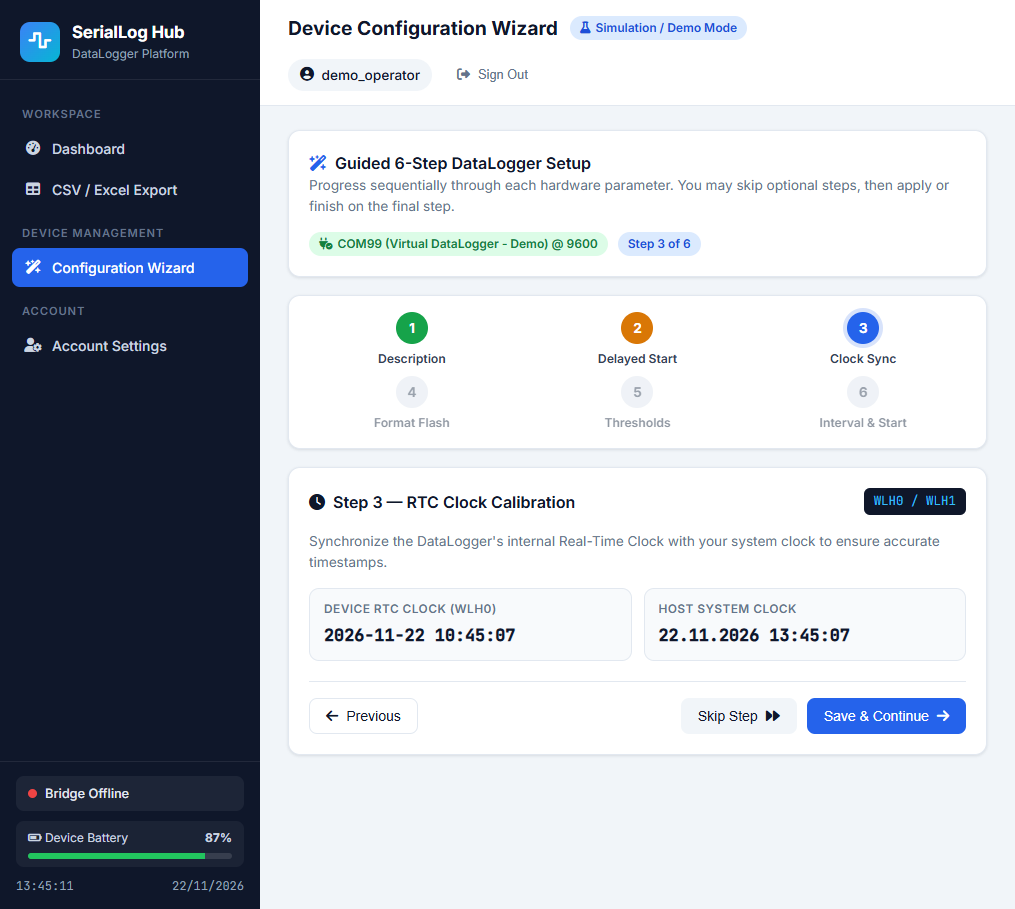 SerialLog Hub
DataLogger Platform
WORKSPACE
Dashboard
CSV / Excel Export
DEVICE MANAGEMENT
Configuration Wizard
ACCOUNT
Account Settings
Bridge Offline
Device Battery 87%
13:45:11 22/11/2026
Device Configuration Wizard Simulation / Demo Mode
demo_operator Sign Out
Guided 6-Step DataLogger Setup
Progress sequentially through each hardware parameter. You may skip optional steps, then apply or
finish on the final step.
COM99 (Virtual DataLogger - Demo) @ 9600 Step 3 of 6
1 2 3
Description Delayed Start Clock Sync
4 5 6
Format Flash Thresholds Interval & Start
Step 3 — RTC Clock Calibration WLH0 / WLH1
Synchronize the DataLogger's internal Real-Time Clock with your system clock to ensure accurate
timestamps.
DEVICE RTC CLOCK (WLH0) HOST SYSTEM CLOCK
2026-11-22 10:45:07 22.11.2026 13:45:07
Previous Skip Step Save & Continue